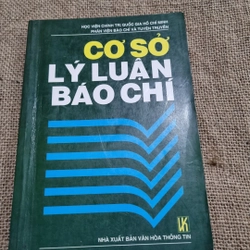 HỌC VIỆN CHÍNH TRỊ QUỐC GIA HỒ CHÍ MINH
PHÂN VIỆN BÁO CHÍ VÀ TUYÊN TRUYỀN
CƠ SỞ
LÝ LUẬN
BÁO CHÍ
NHÀ XUẤT BẢN VĂN HÓA THÔNG TIN